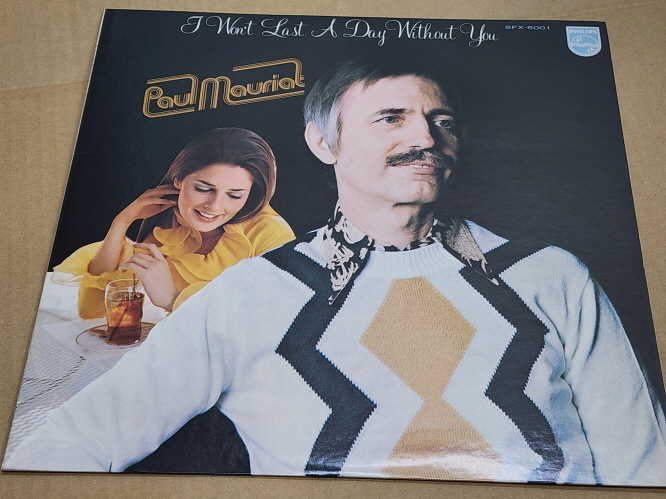 I Won't Last A Day Without You
SFX-6001
PHILIPS
Paul Mauriat